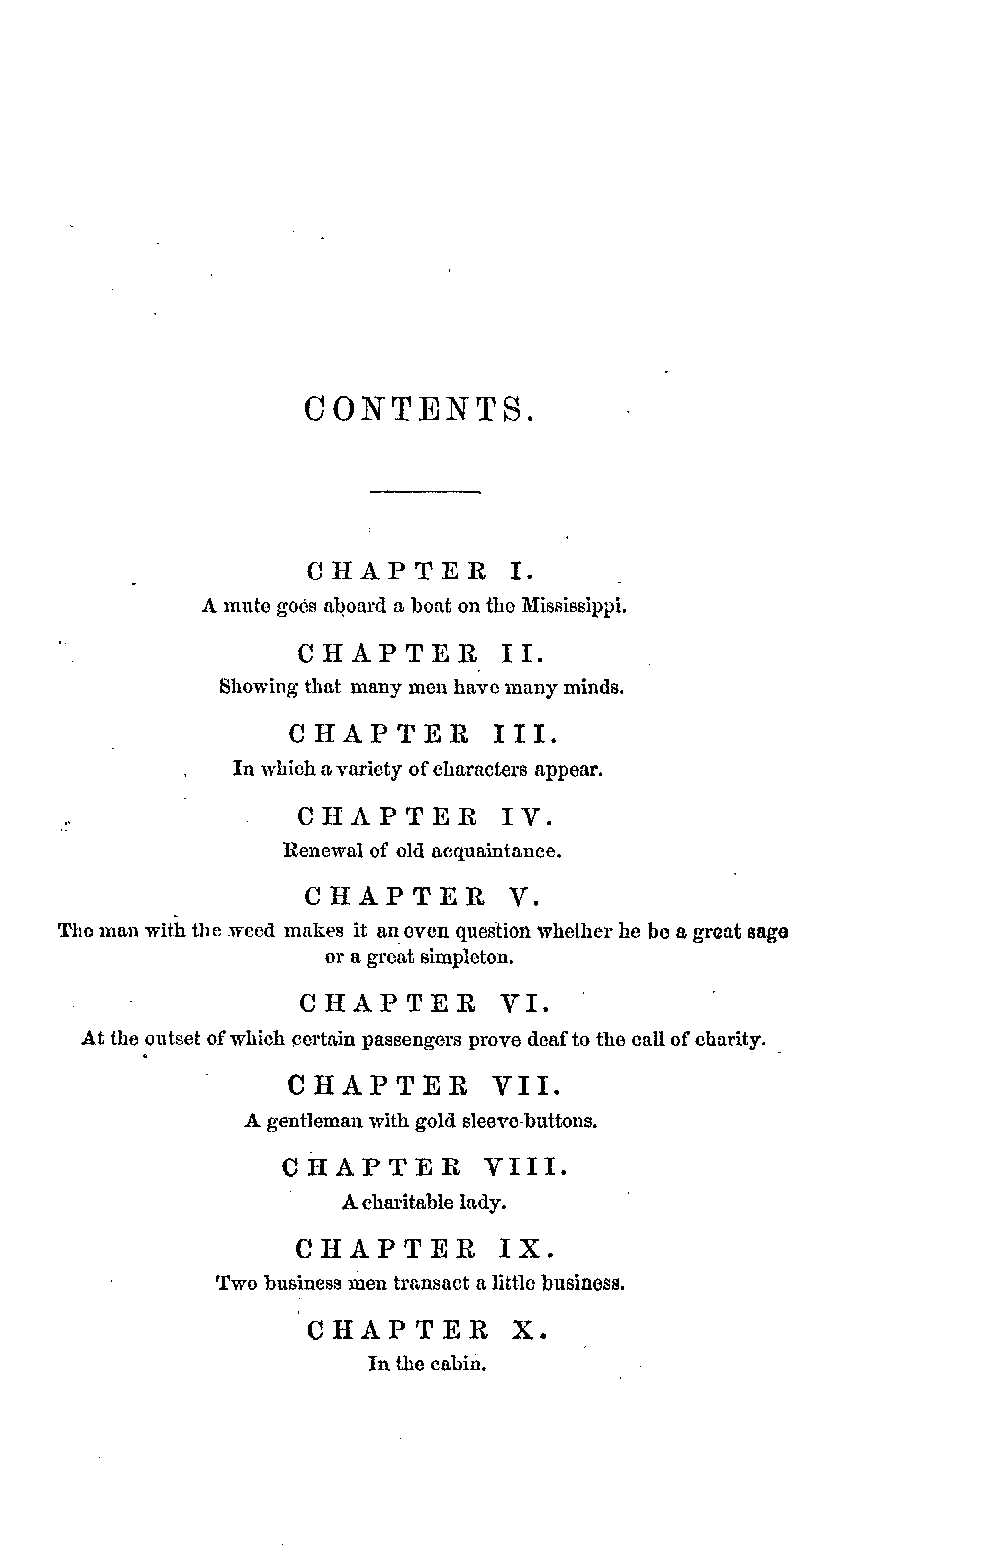 CONTENTS.
CHAPTER I.
A mute goes aboard a boat on the Mississippi.
CHAPTER II.
Showing that many men have many minds.
CHAPTER III.
In which a variety of characters appear.
CHAPTER IV.
Renewal of old acquaintance.
CHAPTER V.
The man with the weed makes it an even question whether he be a great sage
or a great simpleton.
CHAPTER VI.
At the outset of which certain passengers prove deaf to the call of charity.
CHAPTER VII.
A gentleman with gold sleeve-buttons.
CHAPTER VIII.
A charitable lady.
CHAPTER IX.
Two business men transact a little business.
CHAPTER X.
In the cabin.